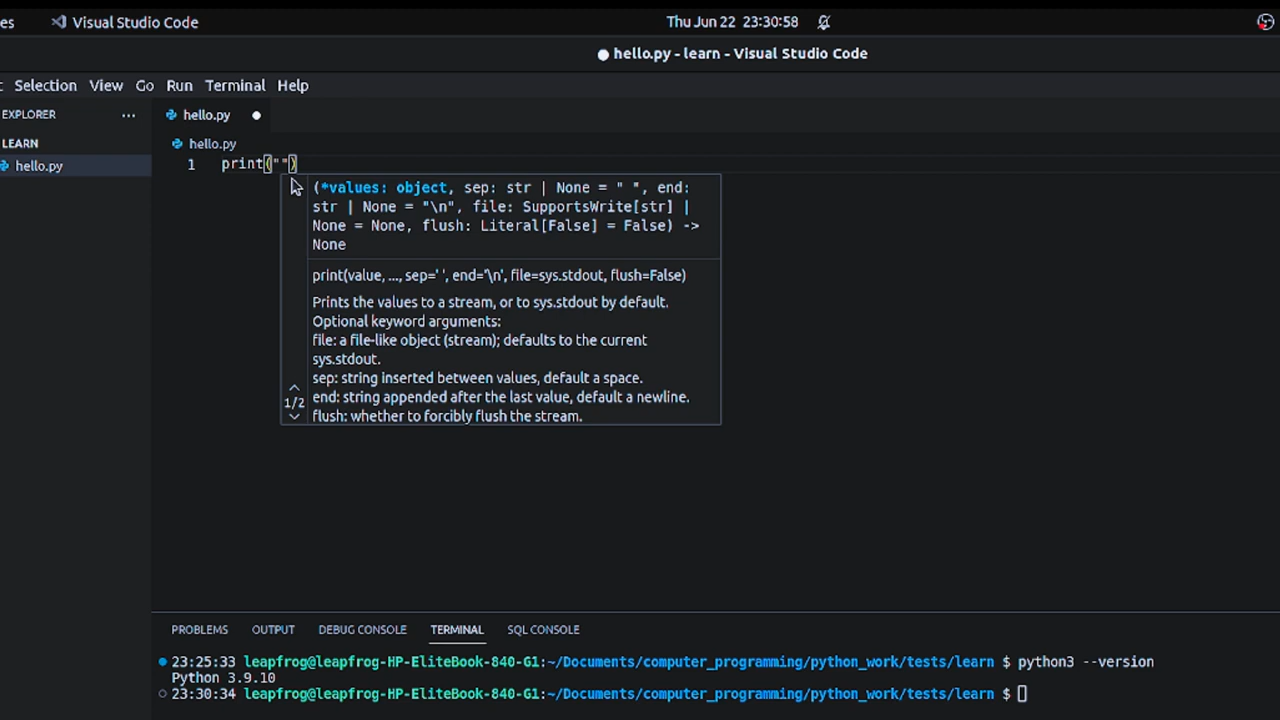 es Visual Studio Code Thu Jun 22 23:30:58
hello.py - learn - Visual Studio Code
t Selection View Go Run Terminal Help
EXPLORER ··· hello.py
LEARN hello.py
hello.py 1 print("")
(*values: object, sep: str | None = " ", end:
str | None = "\n", file: SupportsWrite[str] |
None = None, flush: Literal[False] = False) ->
None
print(value, ..., sep=' ', end='\n', file=sys.stdout, flush=False)
Prints the values to a stream, or to sys.stdout by default.
Optional keyword arguments:
file: a file-like object (stream); defaults to the current
sys.stdout.
sep: string inserted between values, default a space.
end: string appended after the last value, default a newline.
1/2
flush: whether to forcibly flush the stream.
PROBLEMS OUTPUT DEBUG CONSOLE TERMINAL SQL CONSOLE
23:25:33 leapfrog@leapfrog-HP-EliteBook-840-G1:~/Documents/computer_programming/python_work/tests/learn $ python3 --version
Python 3.9.10
23:30:34 leapfrog@leapfrog-HP-EliteBook-840-G1:~/Documents/computer_programming/python_work/tests/learn $